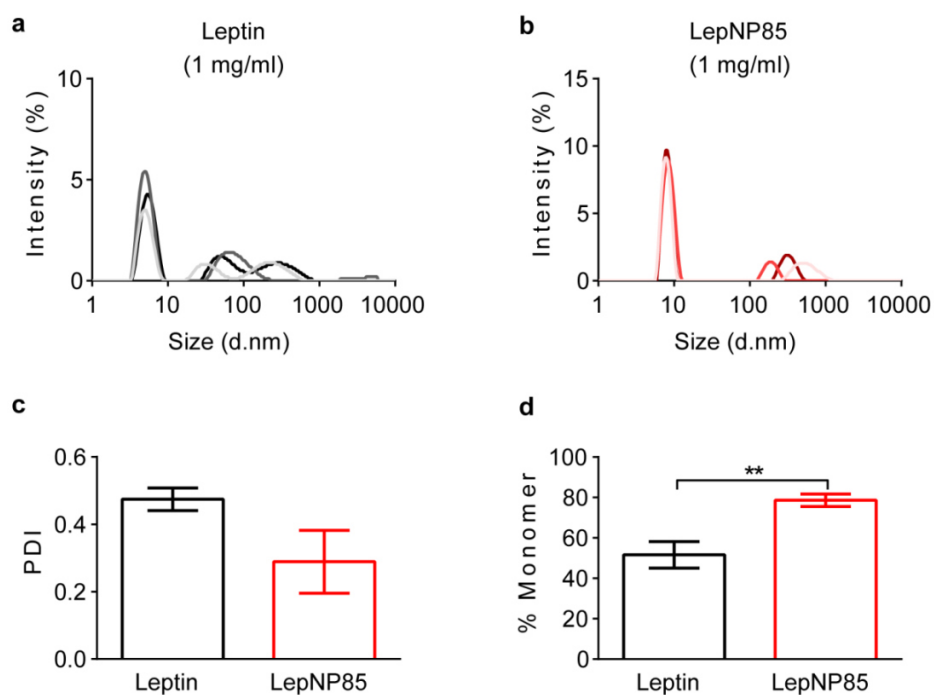 a
Leptin
(1 mg/ml)
10
5
0
Intensity (%)
1 10 100 1000 10000
Size (d.nm)
b
LepNP85
(1 mg/ml)
15
10
5
0
Intensity (%)
1 10 100 1000 10000
Size (d.nm)
c
0.6
0.4
0.2
0.0
PDI
Leptin LepNP85
d
100
80
60
40
20
0
% Monomer
**
Leptin LepNP85